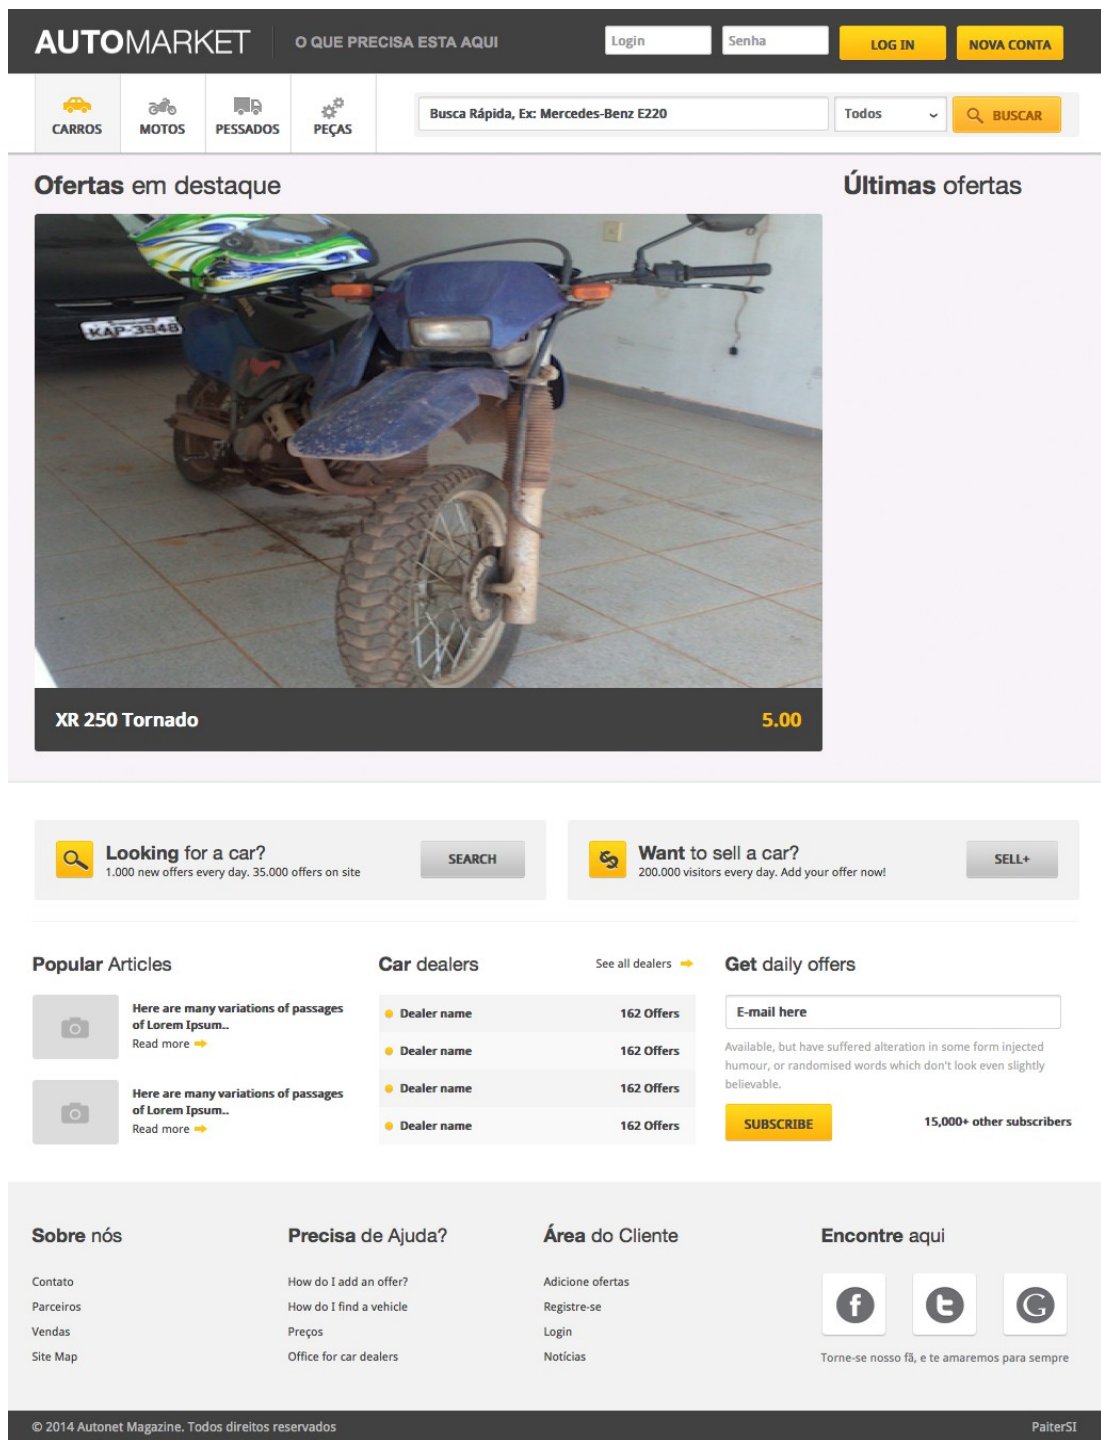 AUTOMARKET
O QUE PRECISA ESTA AQUI
Login
Senha
LOG IN
NOVA CONTA
CARROS
MOTOS
PESSADOS
PEÇAS
Busca Rápida, Ex: Mercedes-Benz E220
Todos
BUSCAR
Ofertas em destaque
Últimas ofertas
KAP-3948
XR 250 Tornado
5.00
Looking for a car?
1.000 new offers every day. 35.000 offers on site
SEARCH
Want to sell a car?
200.000 visitors every day. Add your offer now!
SELL+
Popular Articles
Here are many variations of passages
of Lorem Ipsum..
Read more
Here are many variations of passages
of Lorem Ipsum..
Read more
Car dealers
See all dealers
Dealer name 162 Offers
Dealer name 162 Offers
Dealer name 162 Offers
Dealer name 162 Offers
Get daily offers
E-mail here
Available, but have suffered alteration in some form injected
humour, or randomised words which don't look even slightly
believable.
SUBSCRIBE
15,000+ other subscribers
Sobre nós
Contato
Parceiros
Vendas
Site Map
Precisa de Ajuda?
How do I add an offer?
How do I find a vehicle
Preços
Office for car dealers
Área do Cliente
Adicione ofertas
Registre-se
Login
Notícias
Encontre aqui
f
t
G
Torne-se nosso fã, e te amaremos para sempre
© 2014 Autonet Magazine. Todos direitos reservados
PaiterSI